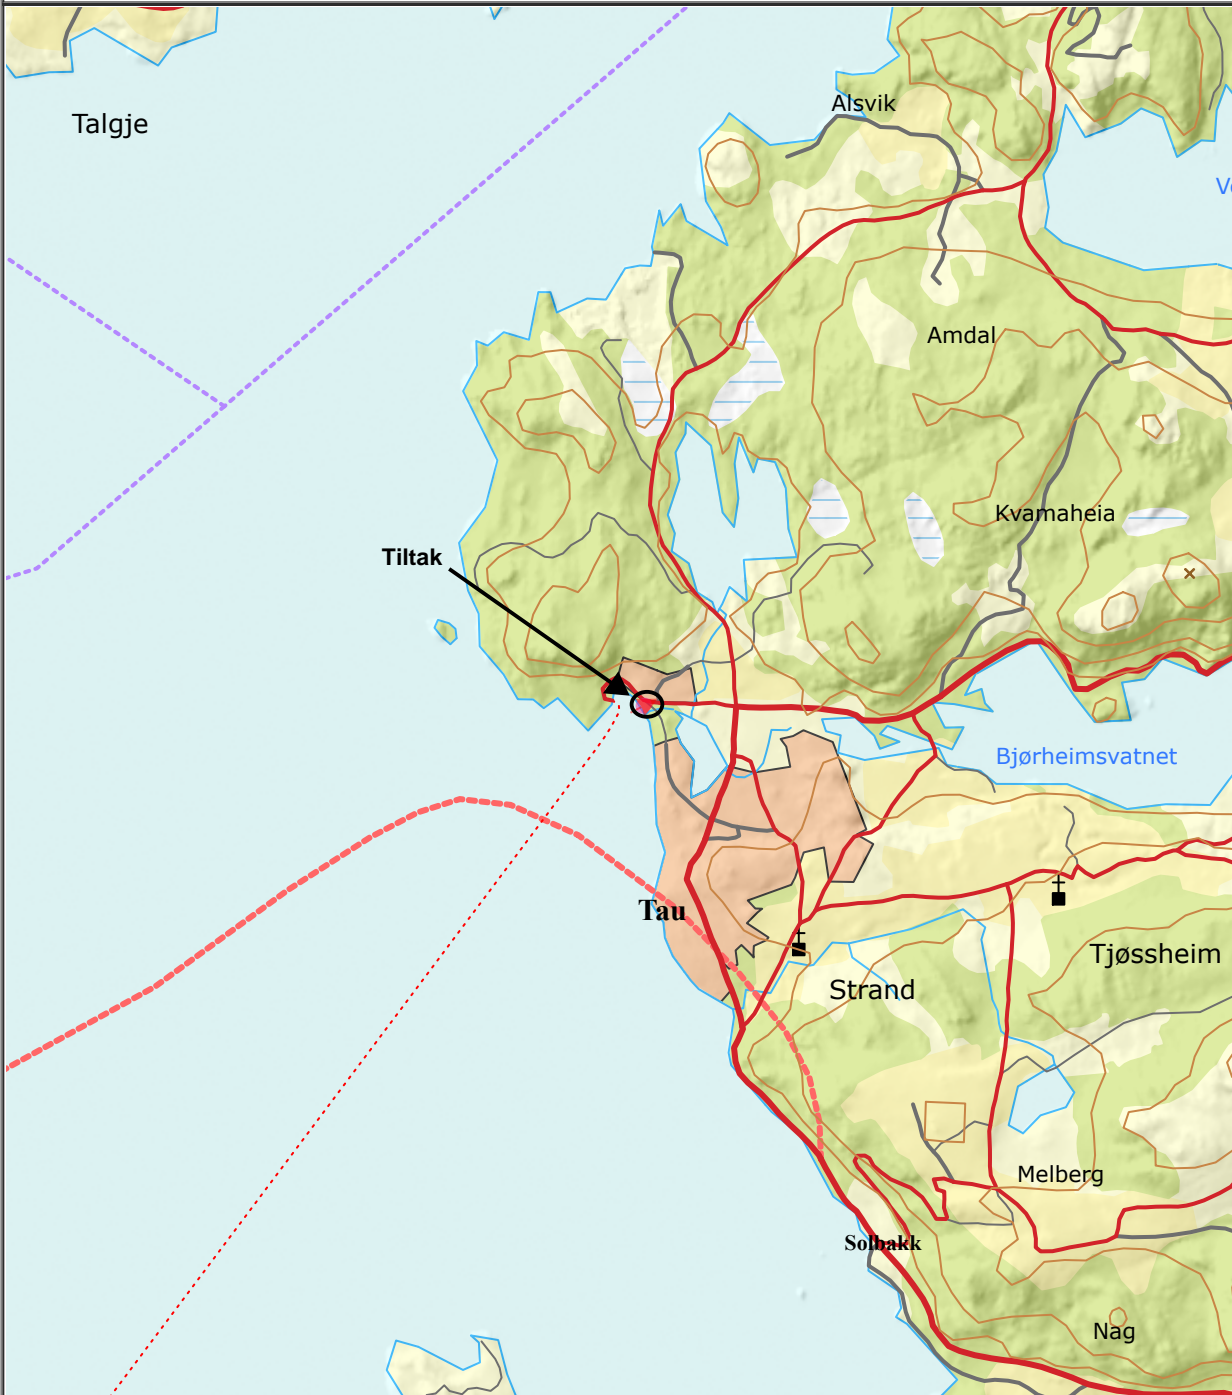 Alsvik
Talgje
Amdal
Kvamaheia
Tiltak
Bjørheimsvatnet
Tau
Tjøssheim
Strand
Melberg
Solbakk
Nag